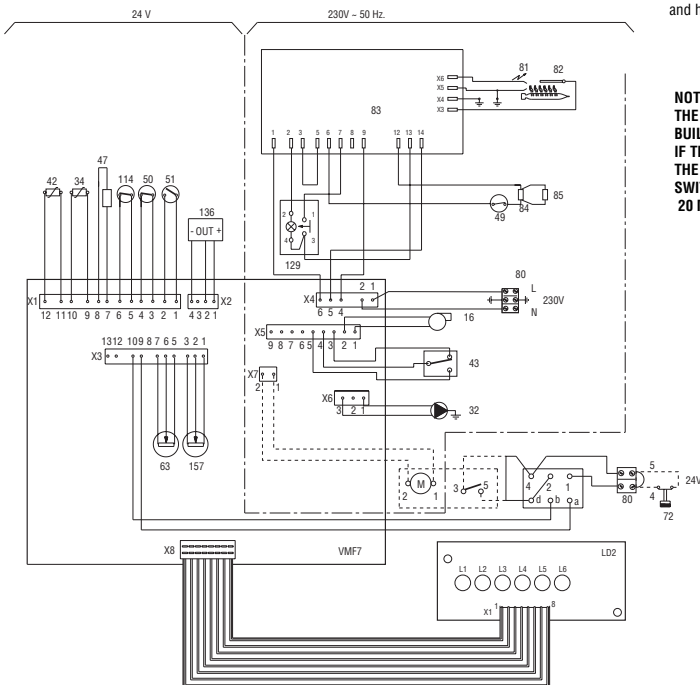 24 V
230V ~ 50 Hz.
and h
NOT
THE
BUIL
IF TH
THE
SWIT
20 I
X6
X5
X4
X3
81
82
83
1 2 3 5 6 7 8 9 12 13 14
42 34 47 114 50 51
136
- OUT +
2 1
4 3
129
49
84
85
X1
12 11 10 9 8 7 6 5 4 3 2 1
4 3 2 1
X2
X4
6 5 4 2 1
80
L
N
230V
16
X5
9 8 7 6 5 4 3 2 1
43
X3
13 12 10 9 8 7 6 5 3 2 1
X7
2 1
X6
3 2 1
32
63
157
M
2 1
3 5
4 2 1
d b a
80
5
4
24V
72
X8
VMF7
LD2
L1 L2 L3 L4 L5 L6
X1 1 8